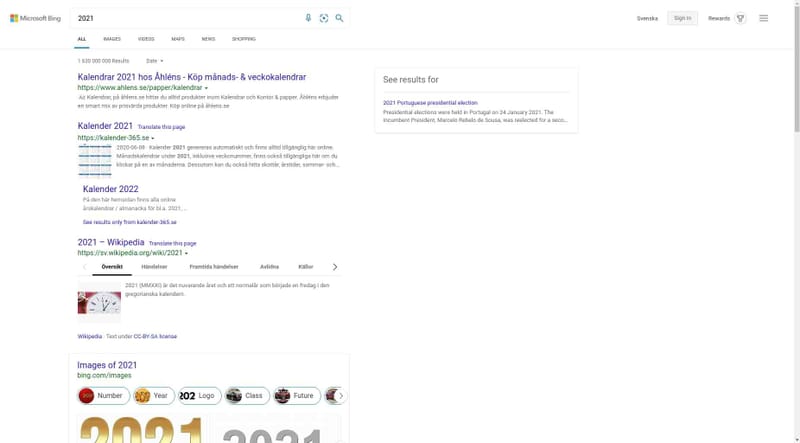 Microsoft Bing
2021
Svenska
Sign in
Rewards
ALL IMAGES VIDEOS MAPS NEWS SHOPPING
1 630 000 000 Results Date
Kalendrar 2021 hos Åhléns - Köp månads- & veckokalendrar
https://www.ahlens.se/papper/kalendrar
Ad Kalendrar, på åhlens.se hittar du alltid produkter inom Kalendrar och Kontor & papper. Åhléns erbjuder
en smart mix av prisvärda produkter. Köp online på åhlens.se
See results for
2021 Portuguese presidential election
Presidential elections were held in Portugal on 24 January 2021. The
incumbent President, Marcelo Rebelo de Sousa, was reelected for a seco...
Kalender 2021 Translate this page
https://kalender-365.se
2020-06-08 · Kalender 2021 genereras automatiskt och finns alltid tillgänglig här online.
Månadskalendrar under 2021, inklusive veckonummer, finns också tillgängliga här om du
klickar på en av månaderna. Dessutom kan du också hitta skottår, årstider, sommar- och...
Kalender 2022
På den här hemsidan finns alla online
årskalendrar / almanacka för bl.a. 2021, ...
See results only from kalender-365.se
2021 – Wikipedia Translate this page
https://sv.wikipedia.org/wiki/2021
Översikt Händelser Framtida händelser Avlidna Källor
2021 (MMXXI) är det nuvarande året och ett normalår som började en fredag i den
gregorianska kalendern.
Wikipedia · Text under CC-BY-SA license
Images of 2021
bing.com/images
Number Year Logo Class Future
2021 2021